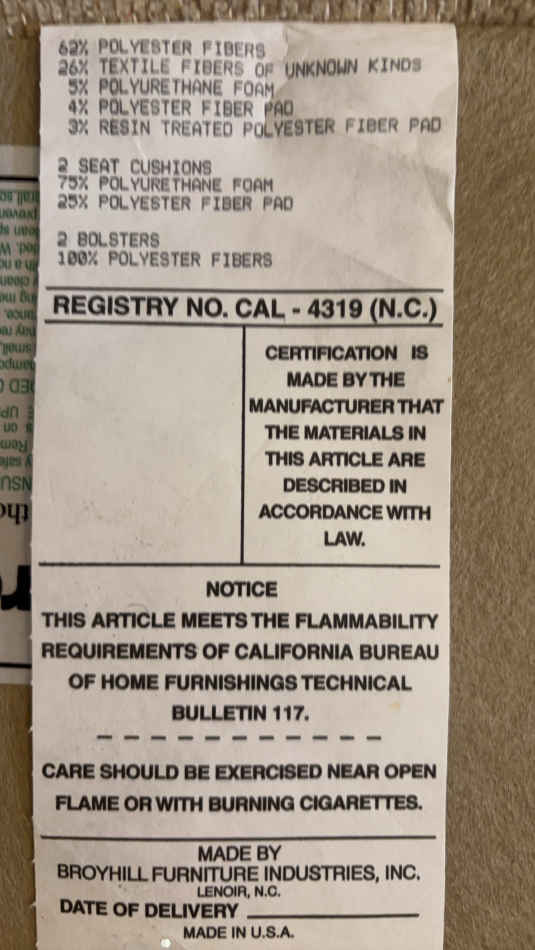 62% POLYESTER FIBERS
26% TEXTILE FIBERS OF UNKNOWN KINDS
5% POLYURETHANE FOAM
4% POLYESTER FIBER PAD
3% RESIN TREATED POLYESTER FIBER PAD
2 SEAT CUSHIONS
75% POLYURETHANE FOAM
25% POLYESTER FIBER PAD
2 BOLSTERS
100% POLYESTER FIBERS
REGISTRY NO. CAL - 4319 (N.C.)
CERTIFICATION IS
MADE BY THE
MANUFACTURER THAT
THE MATERIALS IN
THIS ARTICLE ARE
DESCRIBED IN
ACCORDANCE WITH
LAW.
NOTICE
THIS ARTICLE MEETS THE FLAMMABILITY
REQUIREMENTS OF CALIFORNIA BUREAU
OF HOME FURNISHINGS TECHNICAL
BULLETIN 117.
CARE SHOULD BE EXERCISED NEAR OPEN
FLAME OR WITH BURNING CIGARETTES.
MADE BY
BROYHILL FURNITURE INDUSTRIES, INC.
LENOIR, N.C.
DATE OF DELIVERY
MADE IN U.S.A.